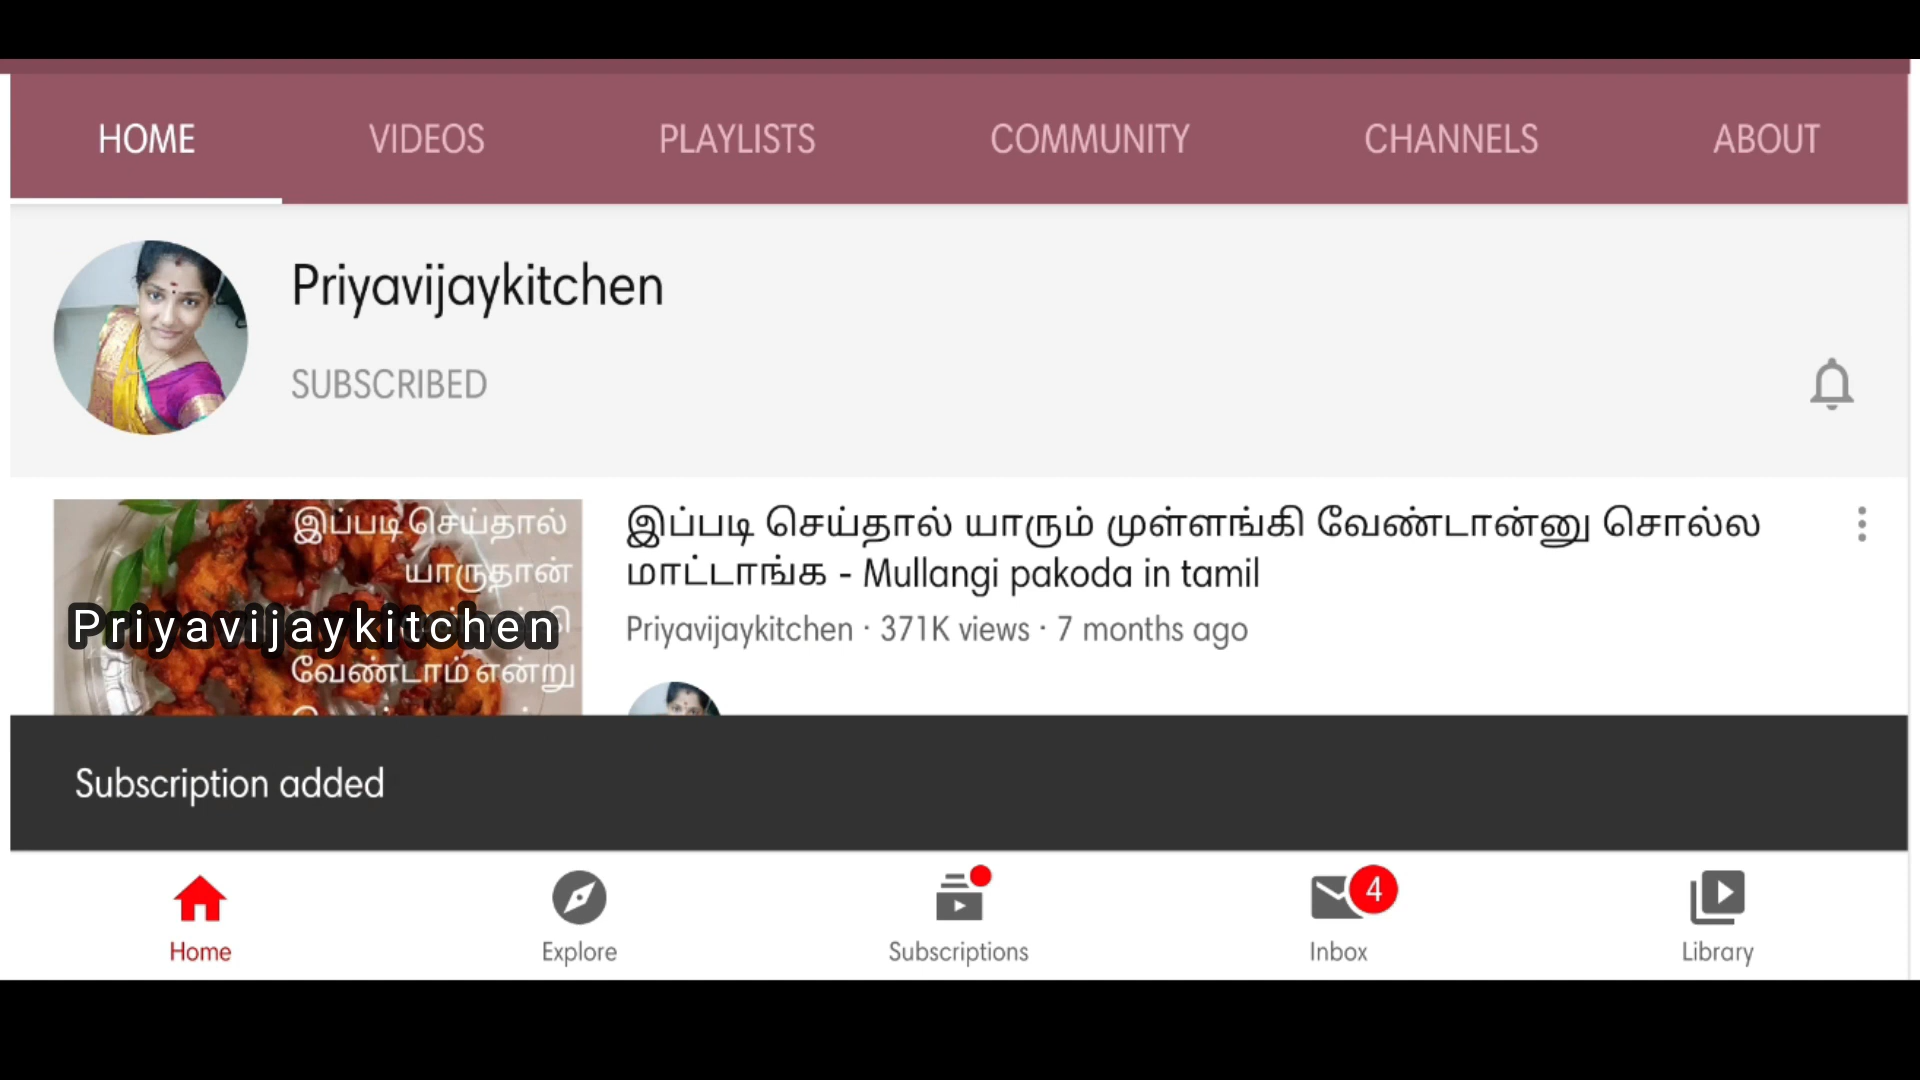 HOME VIDEOS PLAYLISTS COMMUNITY CHANNELS ABOUT
Priyavijaykitchen
SUBSCRIBED
இப்படி செய்தால்
யாருதான்
வேண்டாம் என்று
Priyavijaykitchen
இப்படி செய்தால் யாரும் முள்ளங்கி வேண்டான்னு சொல்ல
மாட்டாங்க - Mullangi pakoda in tamil
Priyavijaykitchen · 371K views · 7 months ago
Subscription added
4
Home Explore Subscriptions Inbox Library